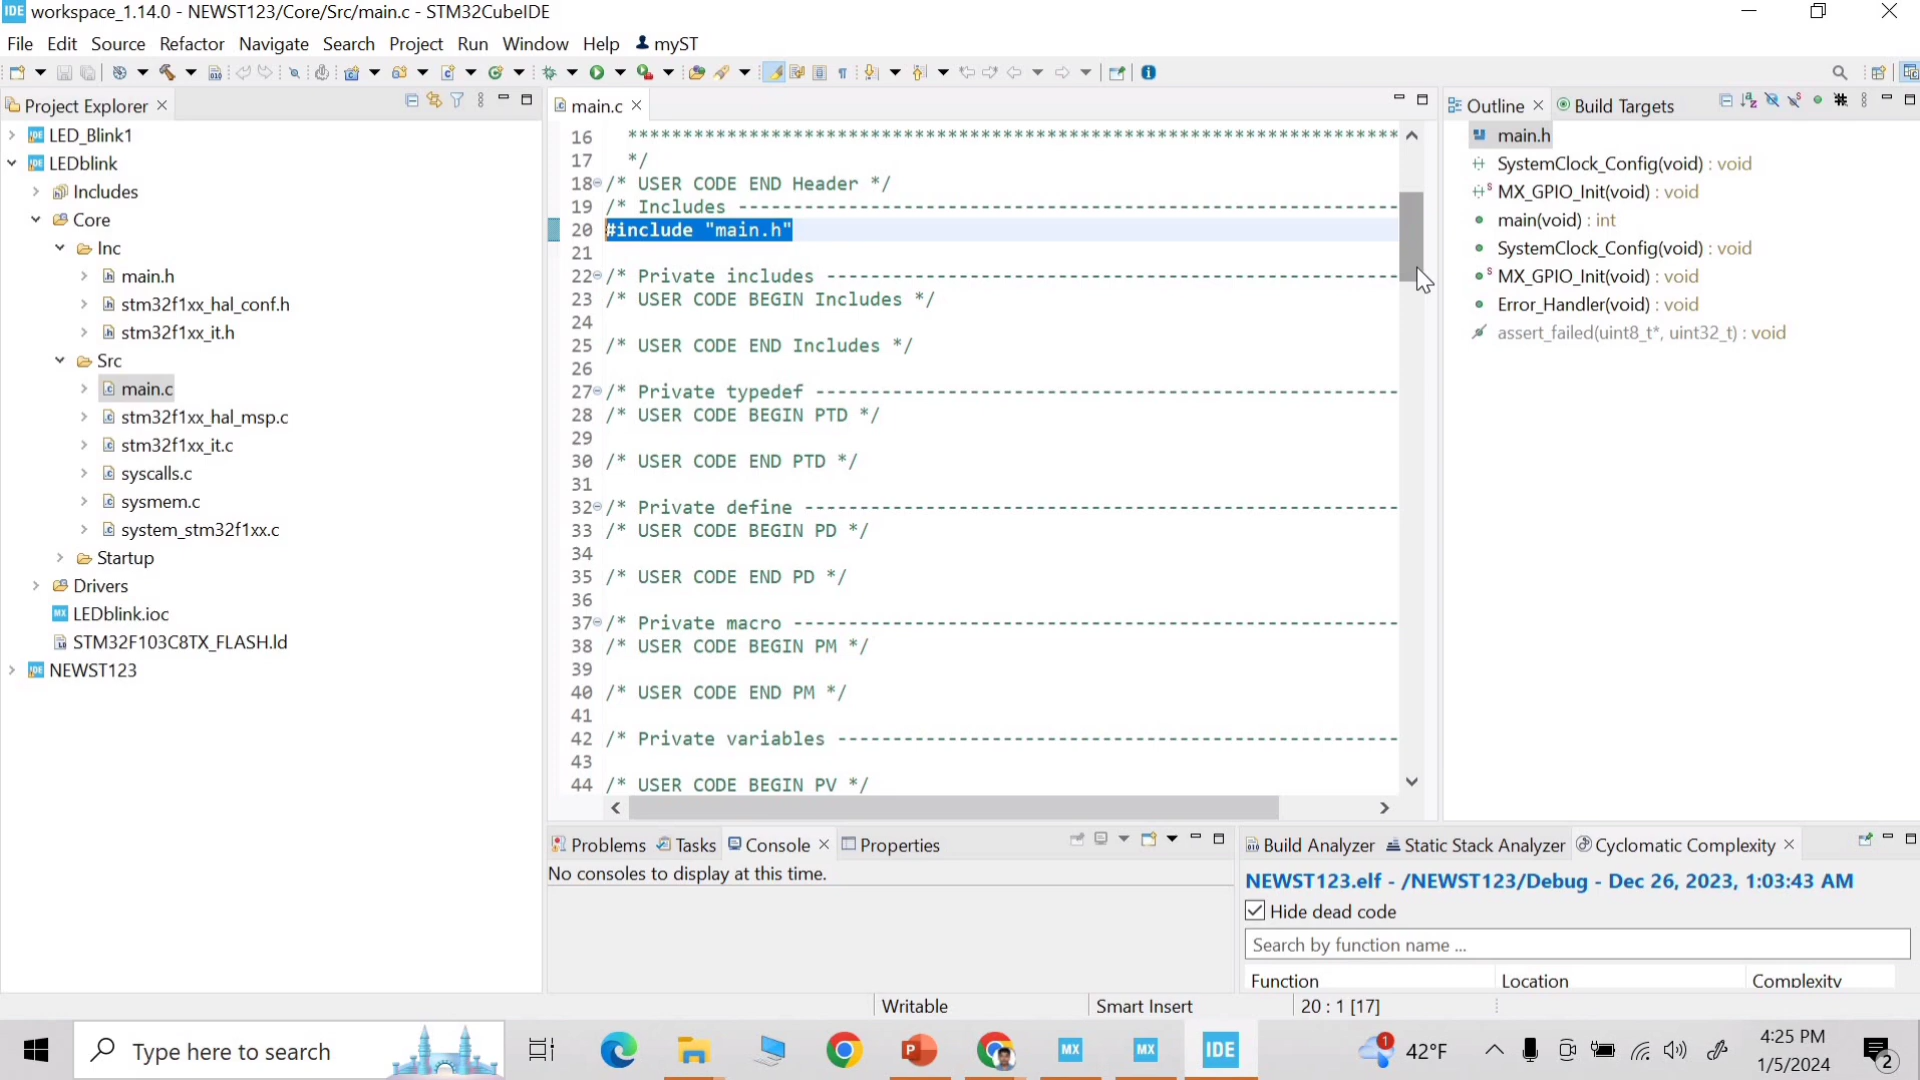 IDE workspace_1.14.0 - NEWST123/Core/Src/main.c - STM32CubeIDE
File Edit Source Refactor Navigate Search Project Run Window Help myST
Project Explorer
LED_Blink1
IDE LEDblink
Includes
Core
Inc
main.h
stm32f1xx_hal_conf.h
stm32f1xx_it.h
Src
main.c
stm32f1xx_hal_msp.c
stm32f1xx_it.c
syscalls.c
sysmem.c
system_stm32f1xx.c
Startup
Drivers
MX LEDblink.ioc
STM32F103C8TX_FLASH.ld
IDE NEWST123
main.c
16 ************************************************************************
17 */
18 /* USER CODE END Header */
19 /* Includes ------------------------------------------------------------
20 #include "main.h"
21
22 /* Private includes ----------------------------------------------------
23 /* USER CODE BEGIN Includes */
24
25 /* USER CODE END Includes */
26
27 /* Private typedef -----------------------------------------------------
28 /* USER CODE BEGIN PTD */
29
30 /* USER CODE END PTD */
31
32 /* Private define ------------------------------------------------------
33 /* USER CODE BEGIN PD */
34
35 /* USER CODE END PD */
36
37 /* Private macro -------------------------------------------------------
38 /* USER CODE BEGIN PM */
39
40 /* USER CODE END PM */
41
42 /* Private variables ---------------------------------------------------
43
44 /* USER CODE BEGIN PV */
Outline Build Targets
main.h
SystemClock_Config(void) : void
MX_GPIO_Init(void) : void
main(void) : int
SystemClock_Config(void) : void
MX_GPIO_Init(void) : void
Error_Handler(void) : void
assert_failed(uint8_t*, uint32_t) : void
Problems Tasks Console Properties
No consoles to display at this time.
Build Analyzer Static Stack Analyzer Cyclomatic Complexity
NEWST123.elf - /NEWST123/Debug - Dec 26, 2023, 1:03:43 AM
Hide dead code
Search by function name ...
Function Location Complexity
Writable Smart Insert 20 : 1 [17]
Type here to search
MX MX IDE
1 42°F
4:25 PM
1/5/2024
2